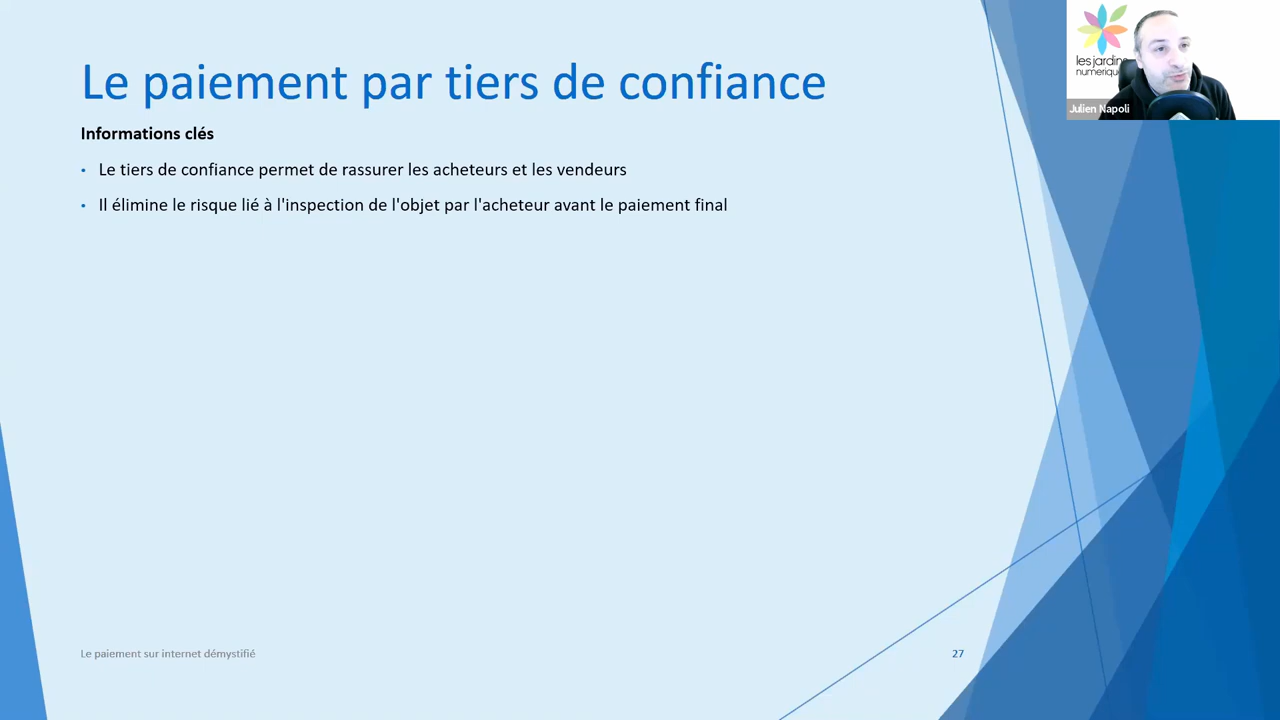 Le paiement par tiers de confiance
Informations clés
Le tiers de confiance permet de rassurer les acheteurs et les vendeurs
Il élimine le risque lié à l'inspection de l'objet par l'acheteur avant le paiement final
Le paiement sur internet démystifié
27
les jardins
numeriqu
Julien Napoli